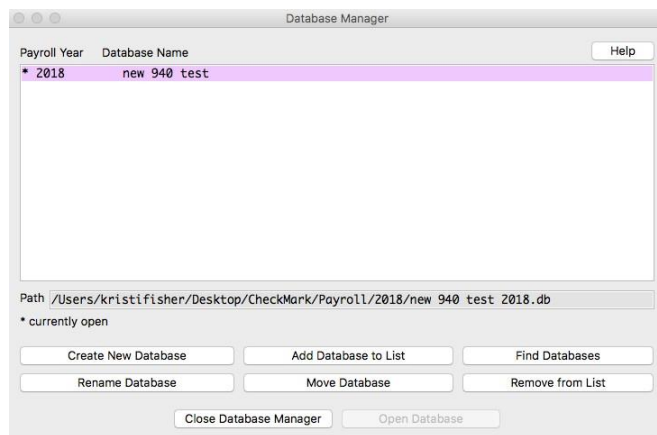 Database Manager
Payroll Year Database Name Help
* 2018 new 940 test
Path /Users/kristifisher/Desktop/CheckMark/Payroll/2018/new 940 test 2018.db
* currently open
Create New Database Add Database to List Find Databases
Rename Database Move Database Remove from List
Close Database Manager Open Database